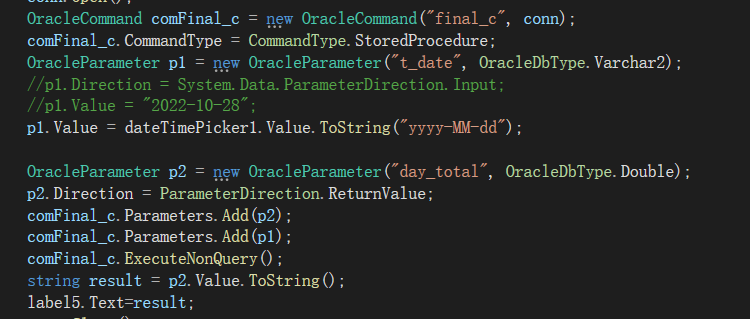 OracleCommand comFinal_c = new OracleCommand("final_c", conn);
comFinal_c.CommandType = CommandType.StoredProcedure;
OracleParameter p1 = new OracleParameter("t_date", OracleDbType.Varchar2);
//p1.Direction = System.Data.ParameterDirection.Input;
//p1.Value = "2022-10-28";
p1.Value = dateTimePicker1.Value.ToString("yyyy-MM-dd");
OracleParameter p2 = new OracleParameter("day_total", OracleDbType.Double);
p2.Direction = ParameterDirection.ReturnValue;
comFinal_c.Parameters.Add(p2);
comFinal_c.Parameters.Add(p1);
comFinal_c.ExecuteNonQuery();
string result = p2.Value.ToString();
label5.Text=result;